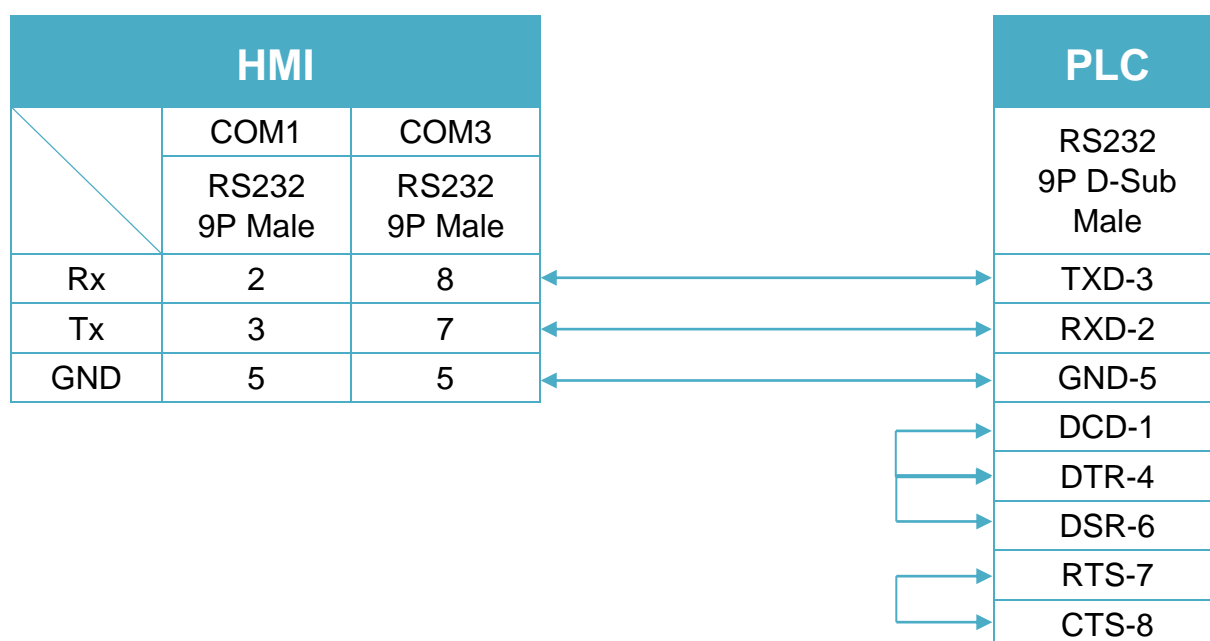 HMI
PLC
COM1 COM3
RS232
9P Male
RS232
9P Male
RS232
9P D-Sub
Male
Rx 2 8 TXD-3
Tx 3 7 RXD-2
GND 5 5 GND-5
DCD-1
DTR-4
DSR-6
RTS-7
CTS-8